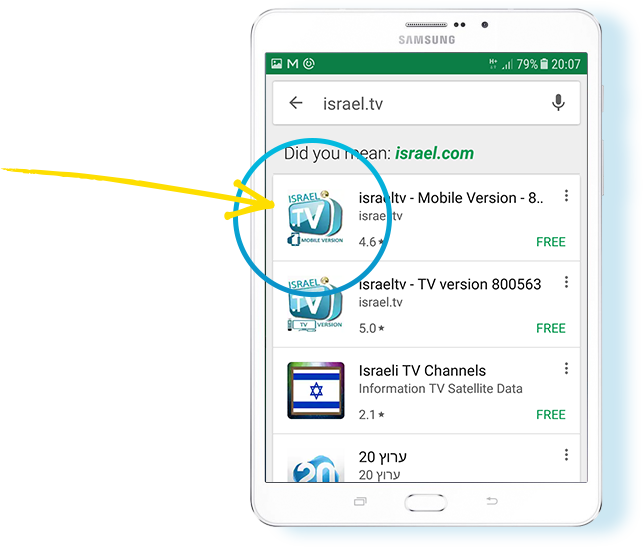 SAMSUNG
79% 20:07
israel.tv
Did you mean: israel.com
ISRAEL
TV
MOBILE VERSION
israeltv - Mobile Version - 8..
israel.tv
4.6
FREE
ISRAEL
TV
TV VERSION
israeltv - TV version 800563
israel.tv
5.0
FREE
Israeli TV Channels
Information TV Satellite Data
2.1
FREE
20
ערוץ 20
ערוץ 20